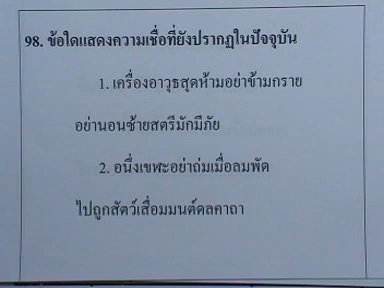 98. ข้อใดแสดงความเชื่อที่ยังปรากฏในปัจจุบัน
1. เครื่องอาวุธสุดห้ามอย่าข้ามกราย
อย่านอนซ้ายสตรีมักมีภัย
2. อนึ่งเขฬะอย่าถ่มเมื่อลมพัด
ไปถูกสัตว์เสื่อมมนต์ดลคาถา